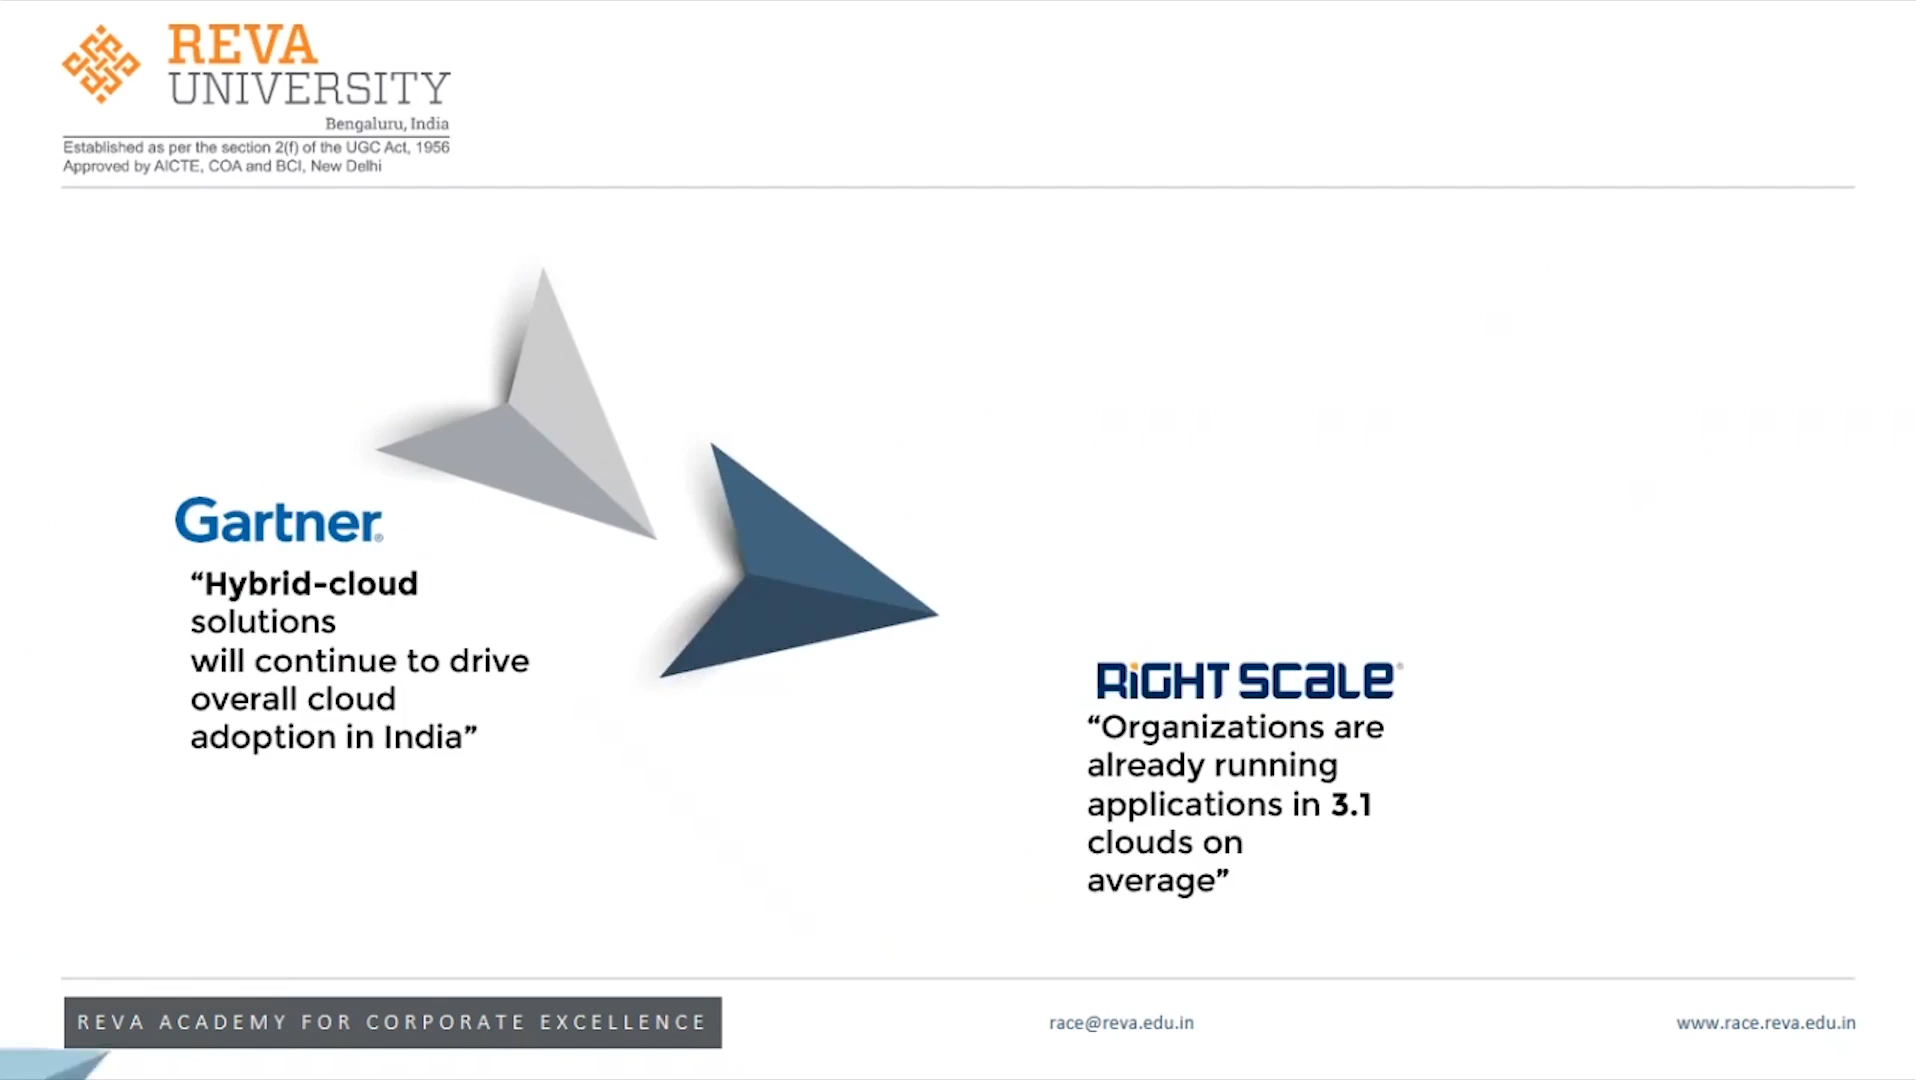 REVA
UNIVERSITY
Bengaluru, India
Established as per the section 2(f) of the UGC Act, 1956
Approved by AICTE, COA and BCI, New Delhi
Gartner®
“Hybrid-cloud
solutions
will continue to drive
overall cloud
adoption in India”
RiGHT SCaLe®
“Organizations are
already running
applications in 3.1
clouds on
average”
REVA ACADEMY FOR CORPORATE EXCELLENCE
race@reva.edu.in
www.race.reva.edu.in